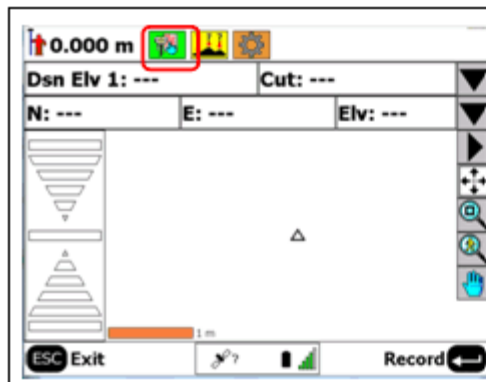 0.000 m
Dsn Elv 1: --- Cut: ---
N: --- E: --- Elv: ---
1 m
ESC Exit ? Record